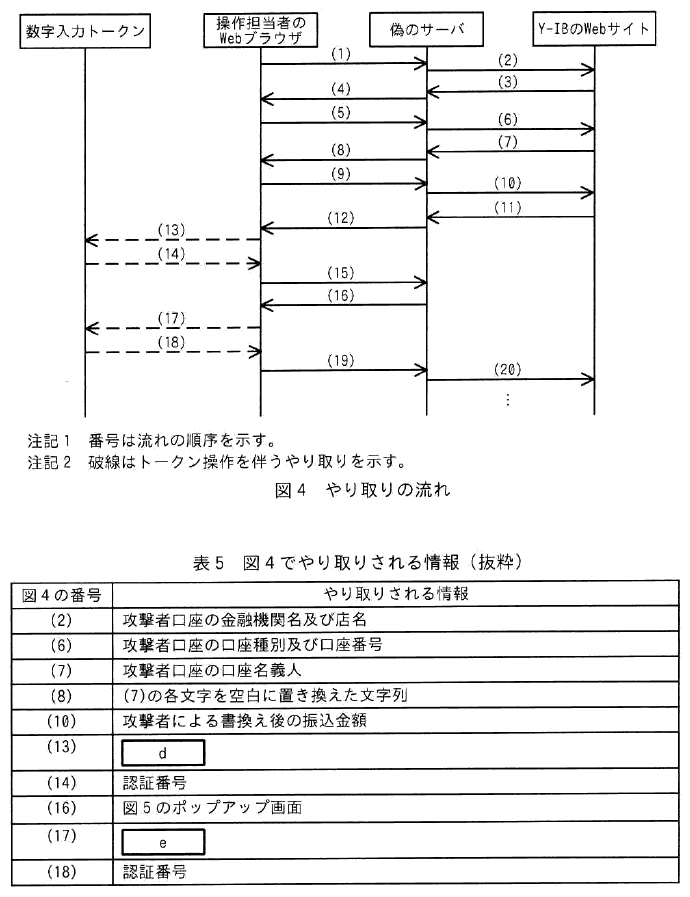 数字入力トークン
操作担当者の
Webブラウザ
偽のサーバ
Y-IBのWebサイト
(1)
(2)
(3)
(4)
(5)
(6)
(7)
(8)
(9)
(10)
(11)
(12)
(13)
(14)
(15)
(16)
(17)
(18)
(19)
(20)
⋮
注記1 番号は流れの順序を示す。
注記2 破線はトークン操作を伴うやり取りを示す。
図4 やり取りの流れ
表5 図4でやり取りされる情報(抜粋)
図4の番号 やり取りされる情報
(2) 攻撃者口座の金融機関名及び店名
(6) 攻撃者口座の口座種別及び口座番号
(7) 攻撃者口座の口座名義人
(8) (7)の各文字を空白に置き換えた文字列
(10) 攻撃者による書換え後の振込金額
(13) d
(14) 認証番号
(16) 図5のポップアップ画面
(17) e
(18) 認証番号